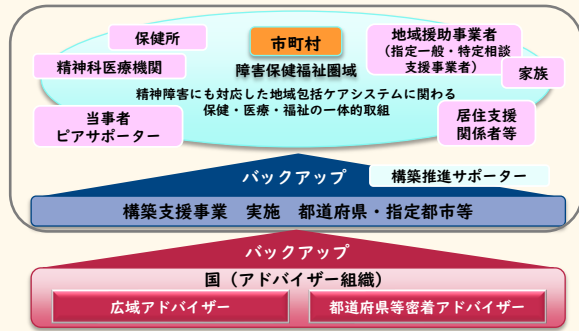 保健所
市町村
地域援助事業者
(指定一般・特定相談
支援事業者)
精神科医療機関
障害保健福祉圏域
家族
精神障害にも対応した地域包括ケアシステムに関わる
保健・医療・福祉の一体的取組
当事者
ピアサポーター
居住支援
関係者等
バックアップ
構築推進サポーター
構築支援事業 実施 都道府県・指定都市等
バックアップ
国(アドバイザー組織)
広域アドバイザー
都道府県等密着アドバイザー